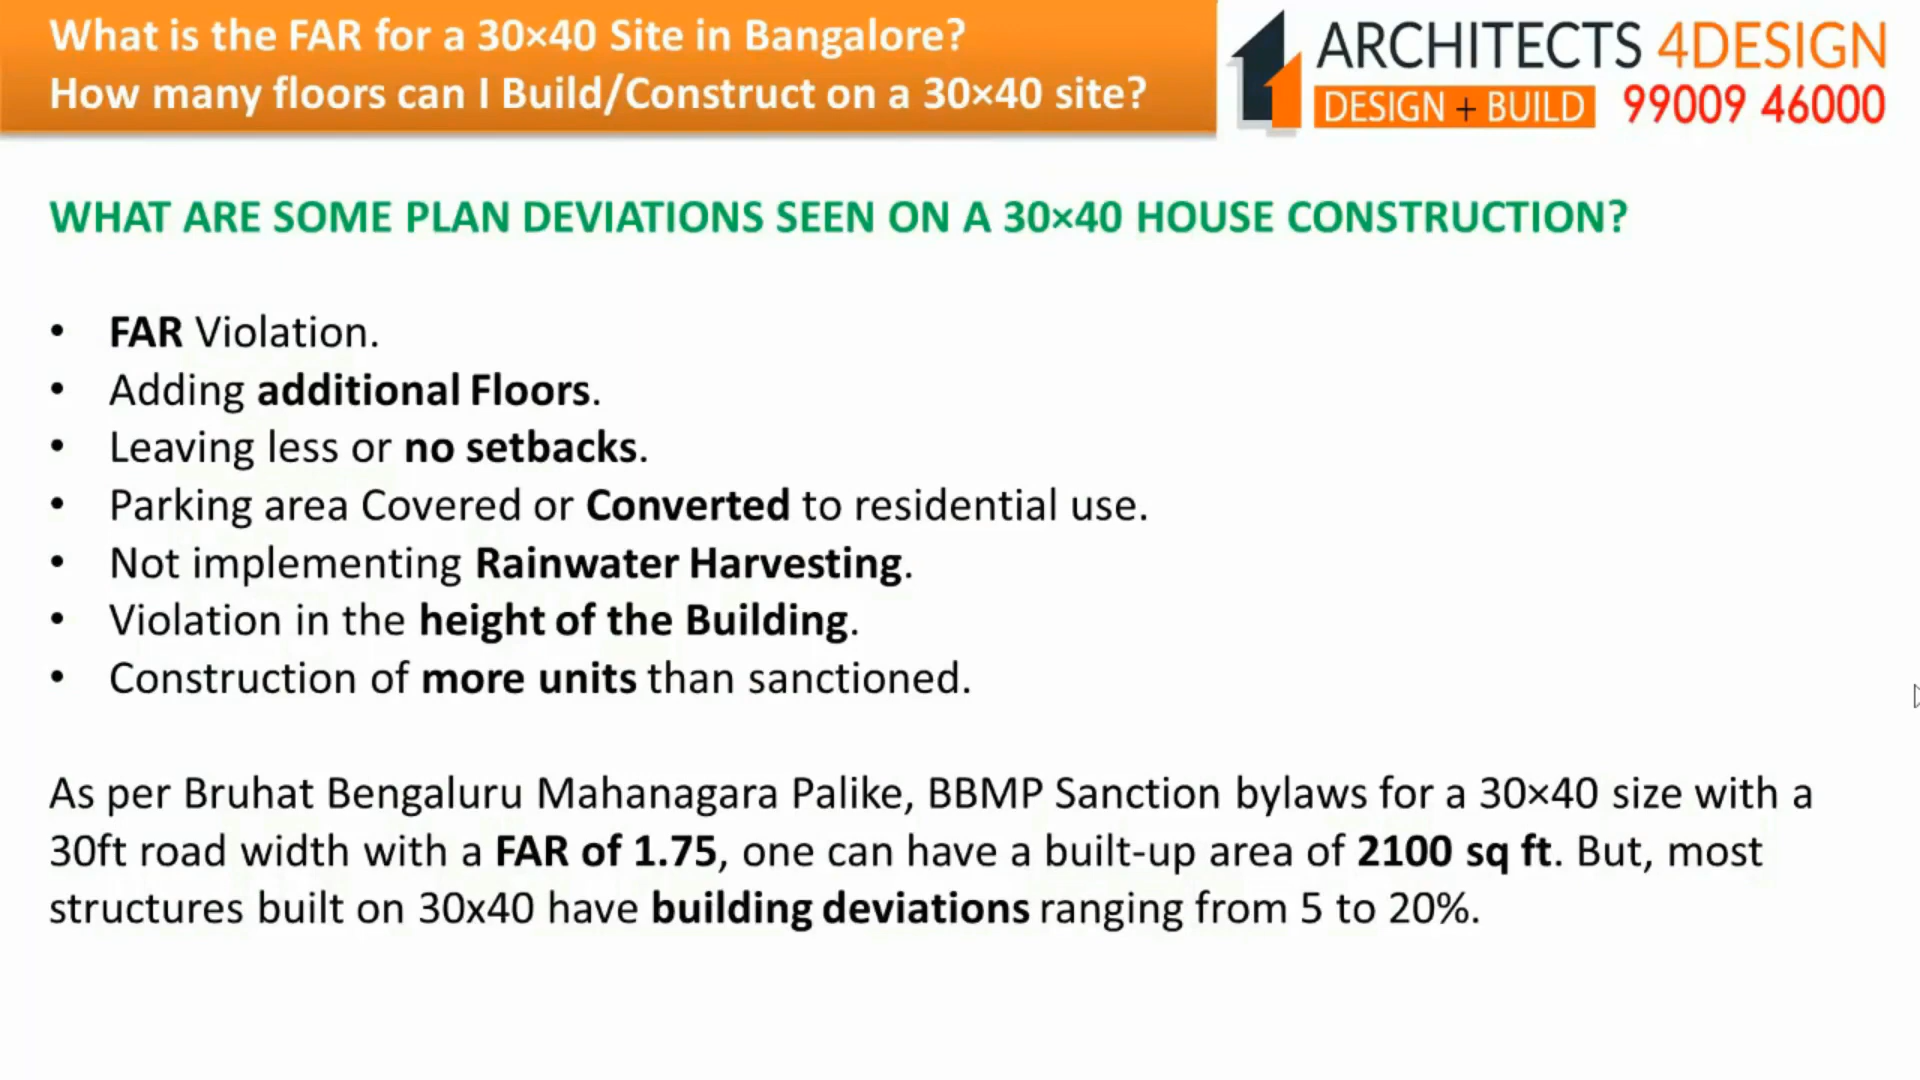 What is the FAR for a 30×40 Site in Bangalore?
How many floors can I Build/Construct on a 30×40 site?
ARCHITECTS 4DESIGN
DESIGN + BUILD 99009 46000
WHAT ARE SOME PLAN DEVIATIONS SEEN ON A 30×40 HOUSE CONSTRUCTION?
• FAR Violation.
• Adding additional Floors.
• Leaving less or no setbacks.
• Parking area Covered or Converted to residential use.
• Not implementing Rainwater Harvesting.
• Violation in the height of the Building.
• Construction of more units than sanctioned.
As per Bruhat Bengaluru Mahanagara Palike, BBMP Sanction bylaws for a 30×40 size with a
30ft road width with a FAR of 1.75, one can have a built-up area of 2100 sq ft. But, most
structures built on 30x40 have building deviations ranging from 5 to 20%.